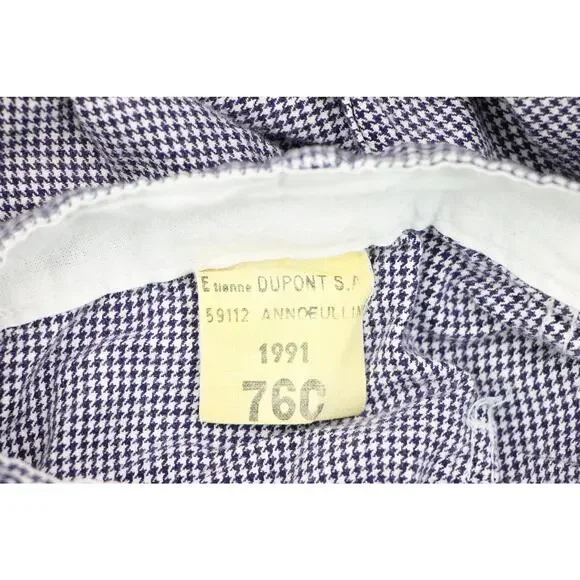 Etienne DUPONT S.A
59112 ANNOEULLIN
1991
76C